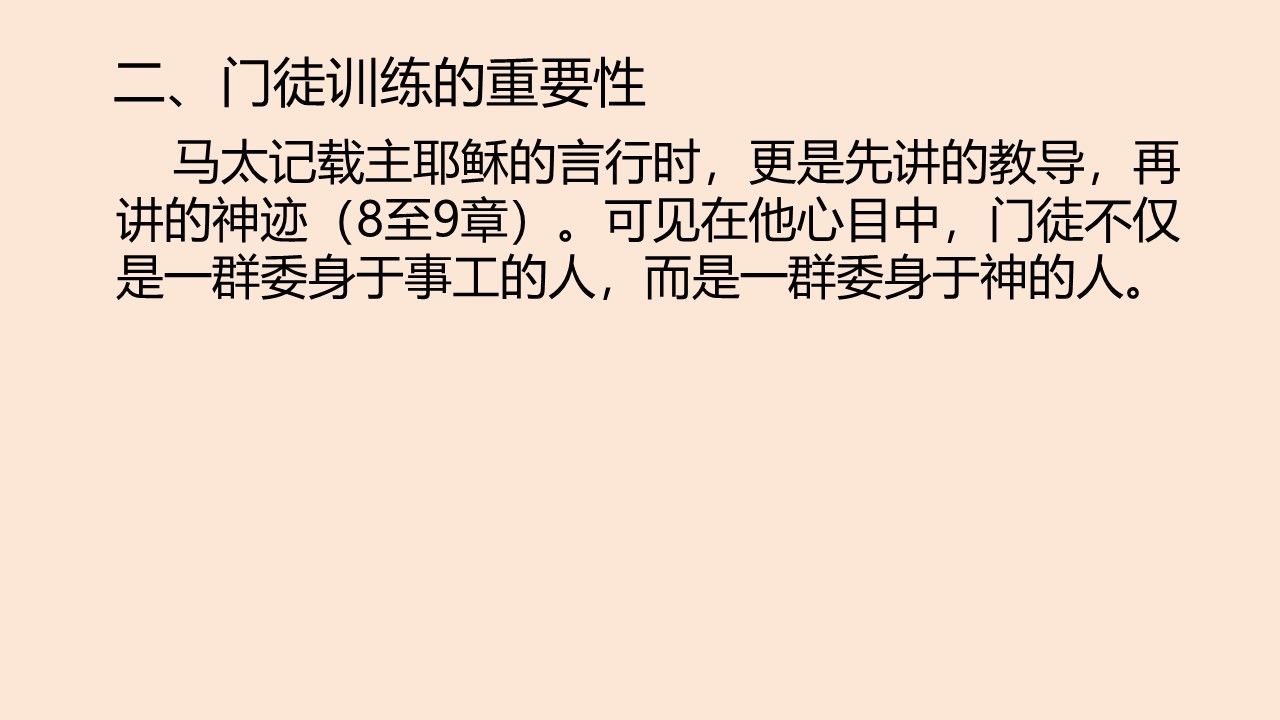 二、门徒训练的重要性
马太记载主耶稣的言行时，更是先讲的教导，再
讲的神迹（8至9章）。可见在他心目中，门徒不仅
是一群委身于事工的人，而是一群委身于神的人。